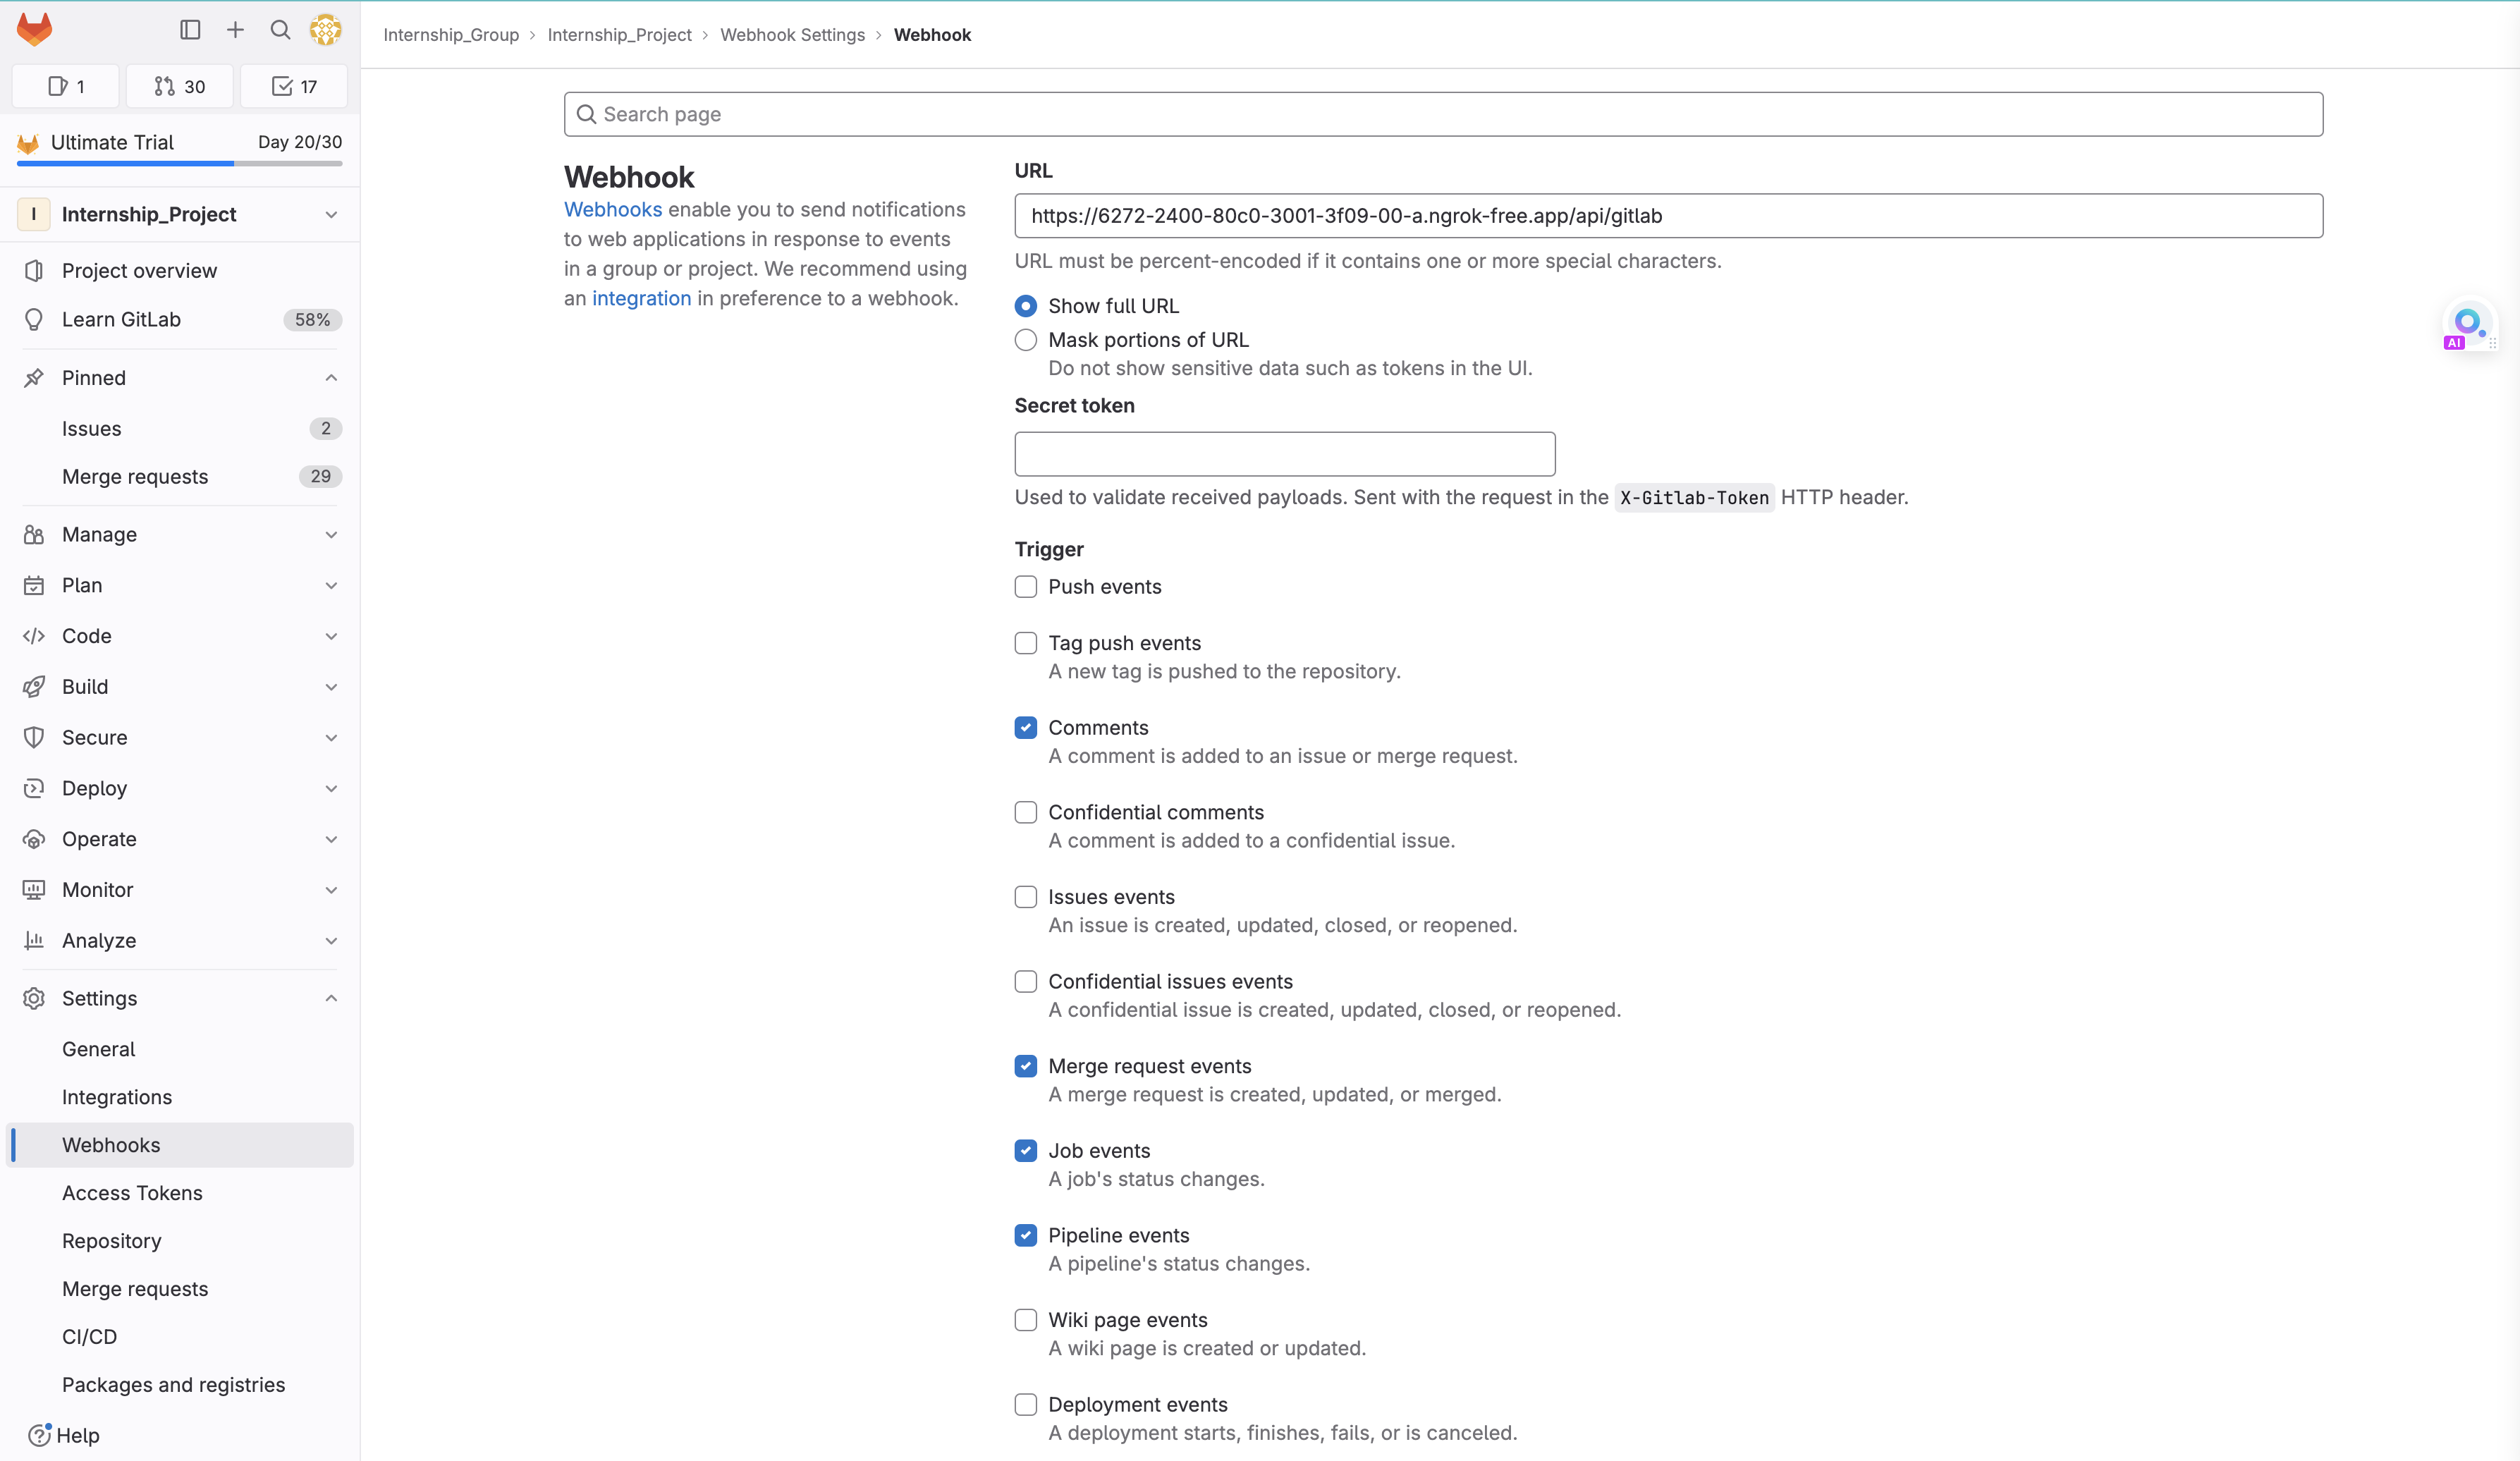 Internship_Group › Internship_Project › Webhook Settings › Webhook
1 30 17
Ultimate Trial Day 20/30
I Internship_Project
Project overview
Learn GitLab 58%
Pinned
Issues 2
Merge requests 29
Manage
Plan
Code
Build
Secure
Deploy
Operate
Monitor
Analyze
Settings
General
Integrations
Webhooks
Access Tokens
Repository
Merge requests
CI/CD
Packages and registries
Help
Search page
Webhook
Webhooks enable you to send notifications
to web applications in response to events
in a group or project. We recommend using
an integration in preference to a webhook.
URL
https://6272-2400-80c0-3001-3f09-00-a.ngrok-free.app/api/gitlab
URL must be percent-encoded if it contains one or more special characters.
Show full URL
Mask portions of URL
Do not show sensitive data such as tokens in the UI.
Secret token
Used to validate received payloads. Sent with the request in the X-Gitlab-Token HTTP header.
Trigger
Push events
Tag push events
A new tag is pushed to the repository.
Comments
A comment is added to an issue or merge request.
Confidential comments
A comment is added to a confidential issue.
Issues events
An issue is created, updated, closed, or reopened.
Confidential issues events
A confidential issue is created, updated, closed, or reopened.
Merge request events
A merge request is created, updated, or merged.
Job events
A job's status changes.
Pipeline events
A pipeline's status changes.
Wiki page events
A wiki page is created or updated.
Deployment events
A deployment starts, finishes, fails, or is canceled.
AI